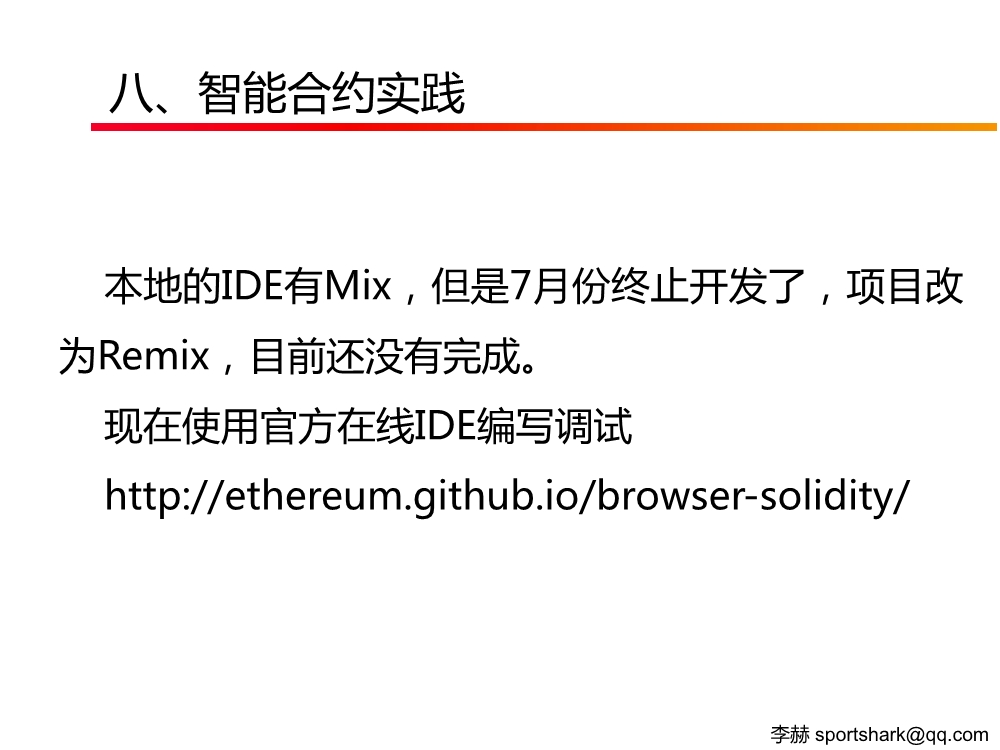 八、智能合约实践
本地的IDE有Mix，但是7月份终止开发了，项目改
为Remix，目前还没有完成。
现在使用官方在线IDE编写调试
http://ethereum.github.io/browser-solidity/
李赫 sportshark@qq.com